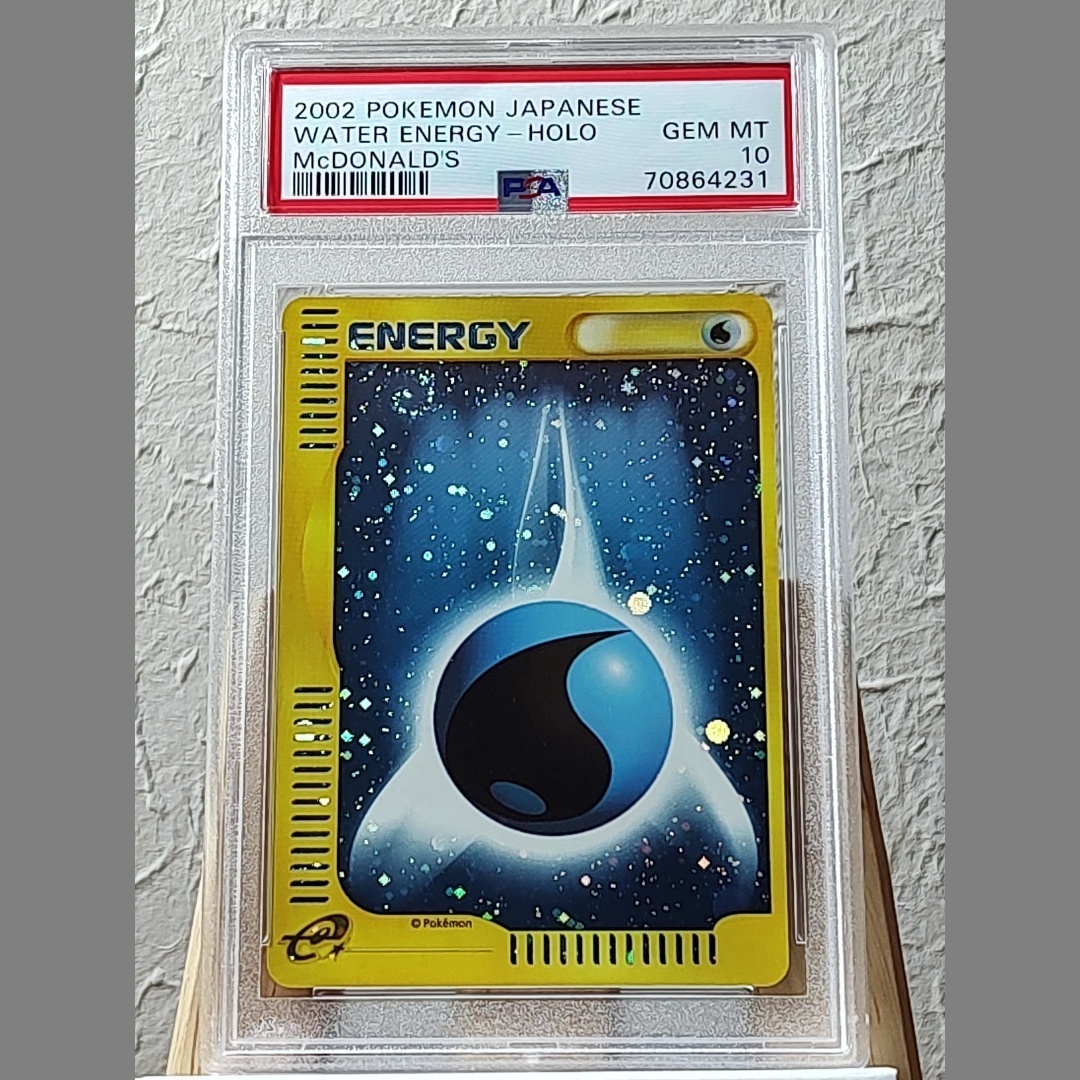 2002 POKEMON JAPANESE
WATER ENERGY - HOLO GEM MT
McDONALD'S 10
PSA 70864231
ENERGY
© Pokémon
e